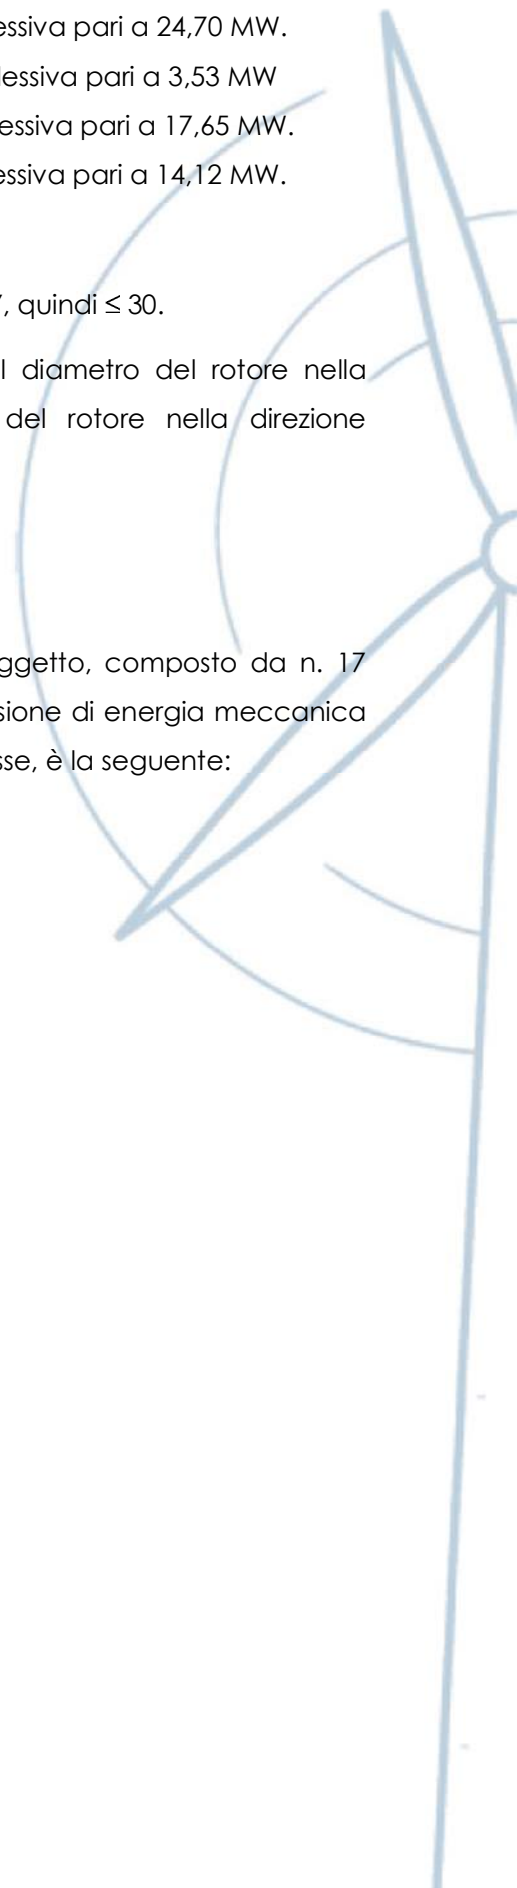 essiva pari a 24,70 MW.
lessiva pari a 3,53 MW
essiva pari a 17,65 MW.
essiva pari a 14,12 MW.
, quindi ≤ 30.
l diametro del rotore nella
del rotore nella direzione
ggetto, composto da n. 17
sione di energia meccanica
sse, è la seguente: